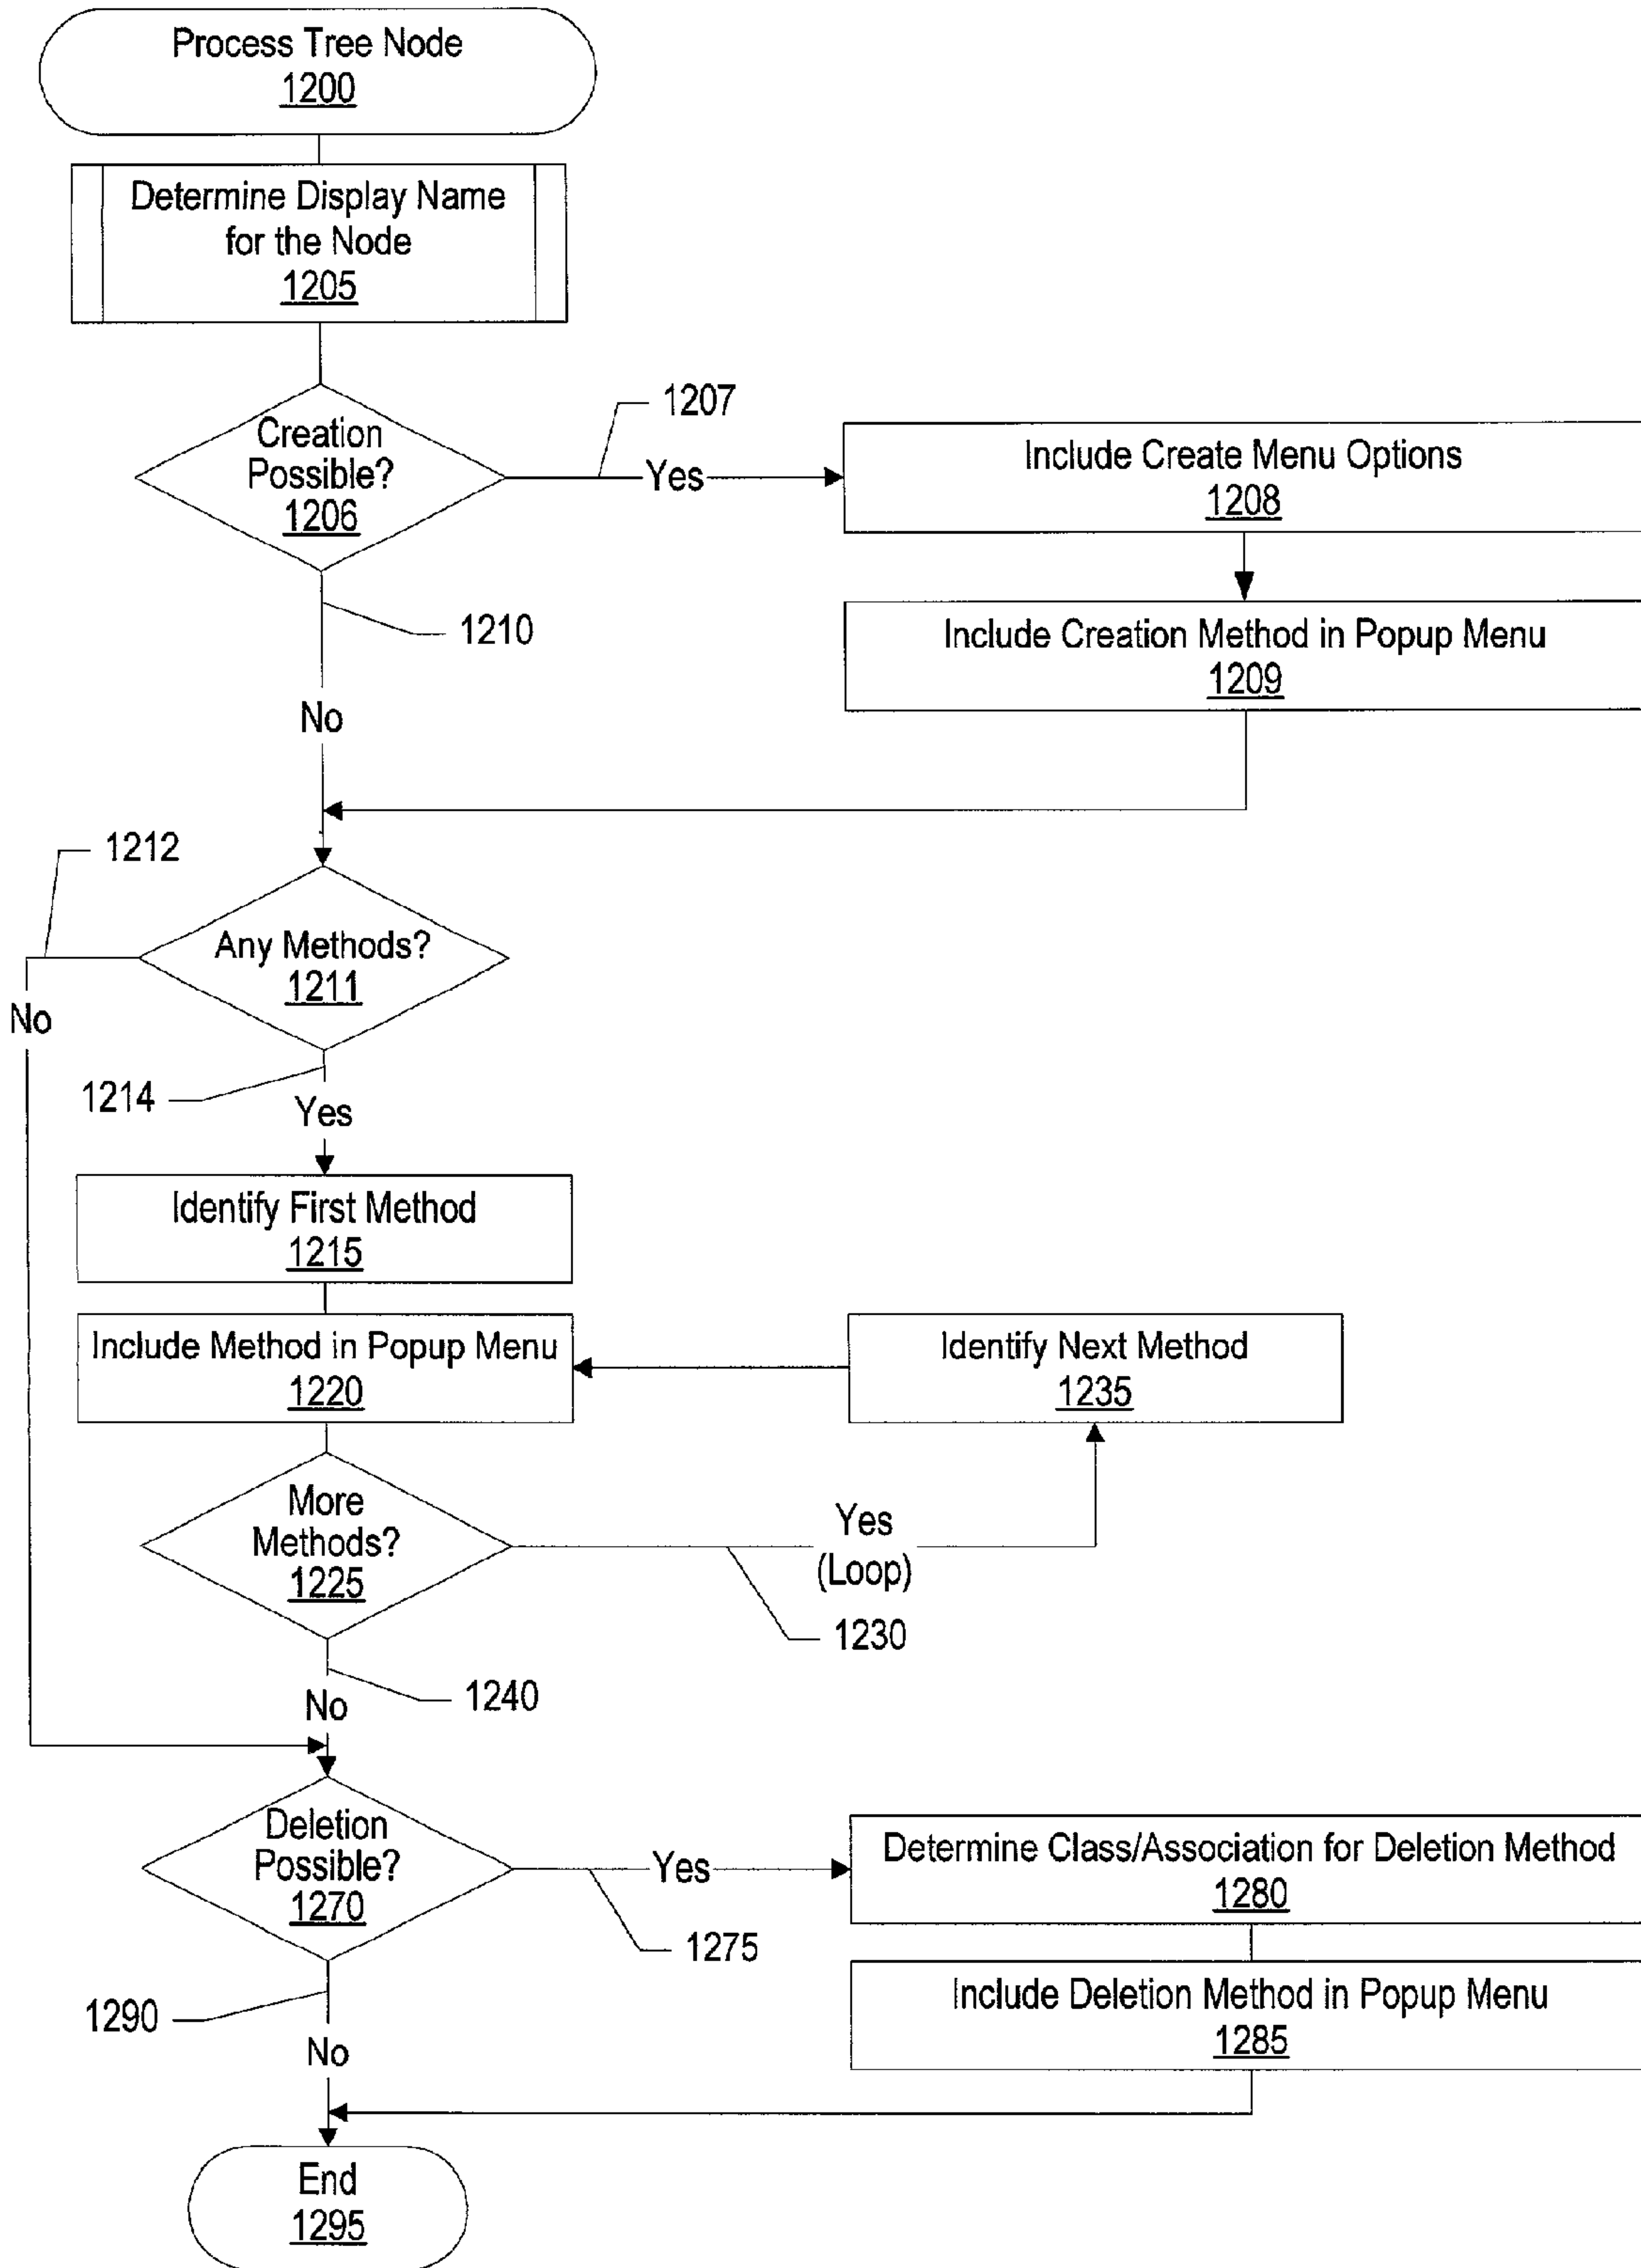 Process Tree Node
1200
Determine Display Name
for the Node
1205
Creation
Possible?
1206
1207
Yes
Include Create Menu Options
1208
1210
Include Creation Method in Popup Menu
1209
No
1212
Any Methods?
1211
No
1214
Yes
Identify First Method
1215
Include Method in Popup Menu
1220
Identify Next Method
1235
More
Methods?
1225
Yes
(Loop)
1230
1240
No
Deletion
Possible?
1270
Yes
1275
Determine Class/Association for Deletion Method
1280
Include Deletion Method in Popup Menu
1285
1290
No
End
1295